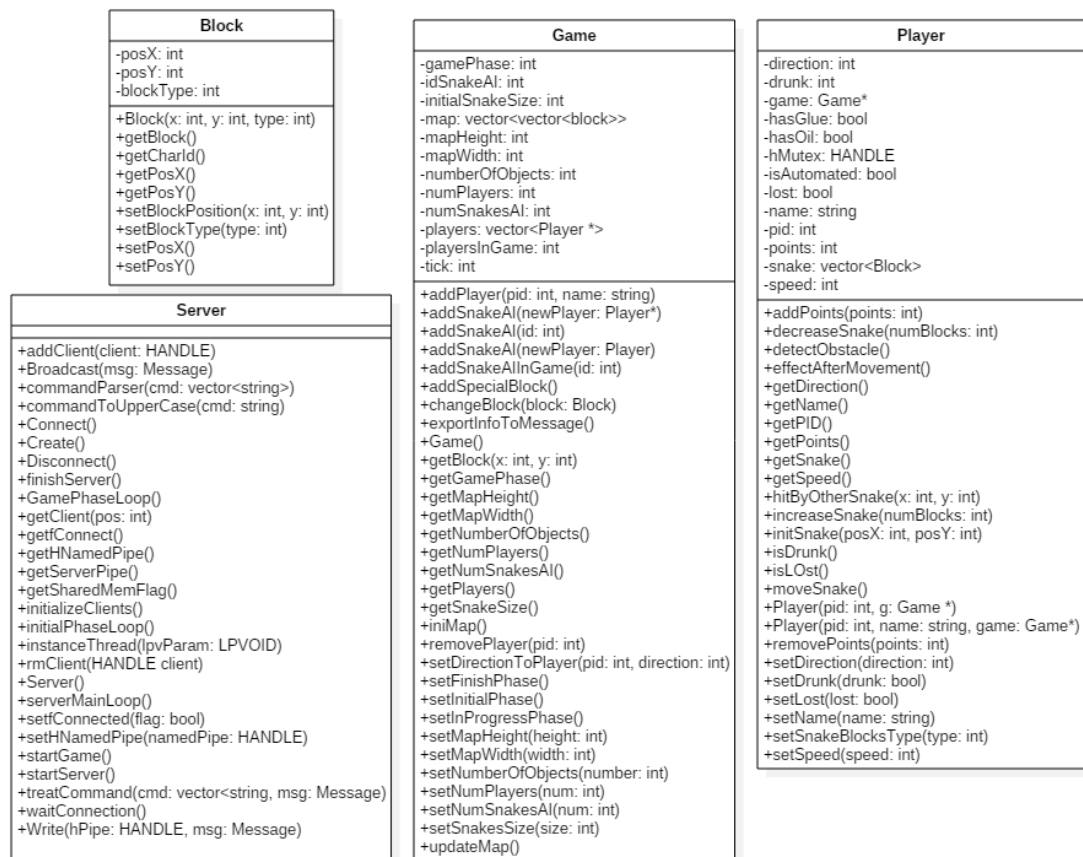 Block
-posX: int
-posY: int
-blockType: int
+Block(x: int, y: int, type: int)
+getBlock()
+getCharId()
+getPosX()
+getPosY()
+setBlockPosition(x: int, y: int)
+setBlockType(type: int)
+setPosX()
+setPosY()
Server
+addClient(client: HANDLE)
+Broadcast(msg: Message)
+commandParser(cmd: vector<string>)
+commandToUpperCase(cmd: string)
+Connect()
+Create()
+Disconnect()
+finishServer()
+GamePhaseLoop()
+getClient(pos: int)
+getfConnect()
+getHNamedPipe()
+getServerPipe()
+getSharedMemFlag()
+initializeClients()
+initialPhaseLoop()
+instanceThread(lpvParam: LPVOID)
+rmClient(HANDLE client)
+Server()
+serverMainLoop()
+setfConnected(flag: bool)
+setHNamedPipe(namedPipe: HANDLE)
+startGame()
+startServer()
+treatCommand(cmd: vector<string, msg: Message)
+waitConnection()
+Write(hPipe: HANDLE, msg: Message)
Game
-gamePhase: int
-idSnakeAI: int
-initialSnakeSize: int
-map: vector<vector<block>>
-mapHeight: int
-mapWidth: int
-numberOfObjects: int
-numPlayers: int
-numSnakesAI: int
-players: vector<Player *>
-playersInGame: int
-tick: int
+addPlayer(pid: int, name: string)
+addSnakeAI(newPlayer: Player*)
+addSnakeAI(id: int)
+addSnakeAI(newPlayer: Player)
+addSnakeAIInGame(id: int)
+addSpecialBlock()
+changeBlock(block: Block)
+exportInfoToMessage()
+Game()
+getBlock(x: int, y: int)
+getGamePhase()
+getMapHeight()
+getMapWidth()
+getNumberOfObjects()
+getNumPlayers()
+getNumSnakesAI()
+getPlayers()
+getSnakeSize()
+iniMap()
+removePlayer(pid: int)
+setDirectionToPlayer(pid: int, direction: int)
+setFinishPhase()
+setInitialPhase()
+setInProgressPhase()
+setMapHeight(height: int)
+setMapWidth(width: int)
+setNumberOfObjects(number: int)
+setNumPlayers(num: int)
+setNumSnakesAI(num: int)
+setSnakesSize(size: int)
+updateMap()
Player
-direction: int
-drunk: int
-game: Game*
-hasGlue: bool
-hasOil: bool
-hMutex: HANDLE
-isAutomated: bool
-lost: bool
-name: string
-pid: int
-points: int
-snake: vector<Block>
-speed: int
+addPoints(points: int)
+decreaseSnake(numBlocks: int)
+detectObstacle()
+effectAfterMovement()
+getDirection()
+getName()
+getPID()
+getPoints()
+getSnake()
+getSpeed()
+hitByOtherSnake(x: int, y: int)
+increaseSnake(numBlocks: int)
+initSnake(posX: int, posY: int)
+isDrunk()
+isLOst()
+moveSnake()
+Player(pid: int, g: Game *)
+Player(pid: int, name: string, game: Game*)
+removePoints(points: int)
+setDirection(direction: int)
+setDrunk(drunk: bool)
+setLost(lost: bool)
+setName(name: string)
+setSnakeBlocksType(type: int)
+setSpeed(speed: int)